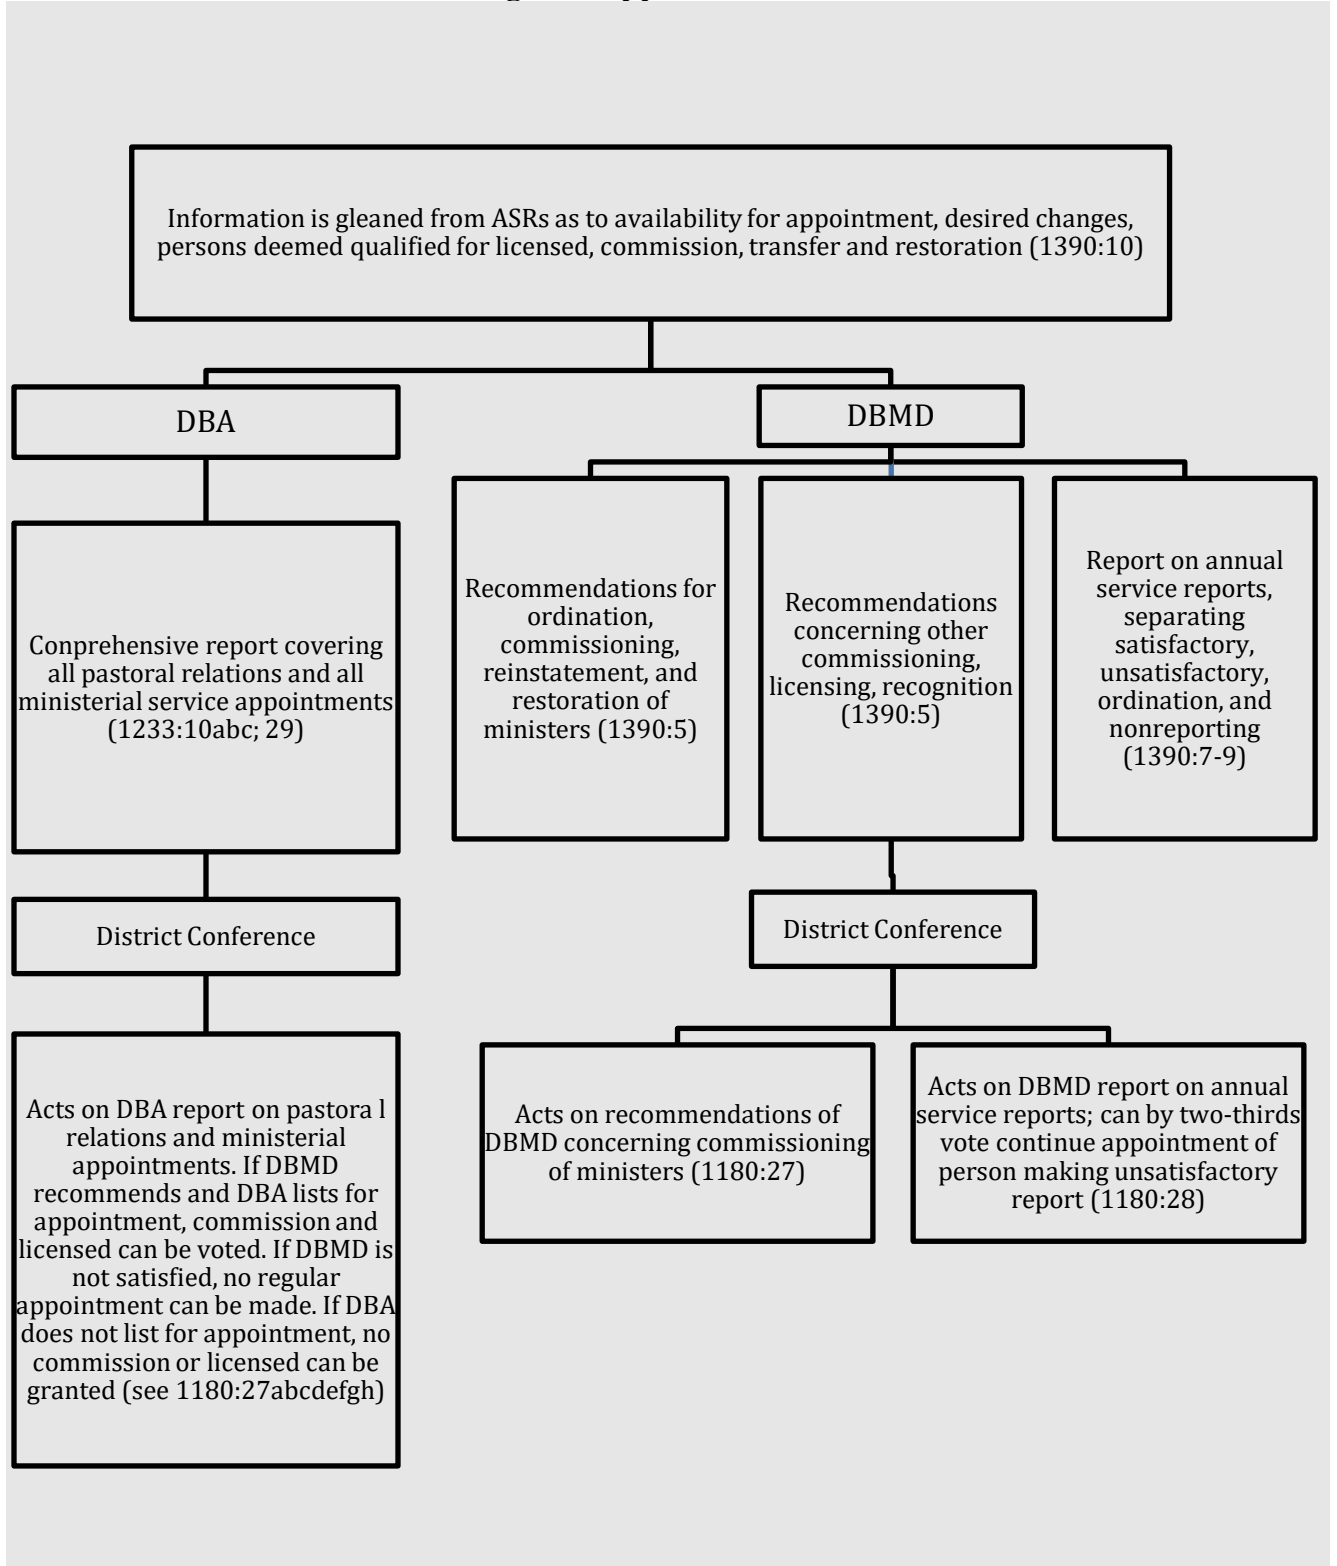 Information is gleaned from ASRs as to availability for appointment, desired changes,
persons deemed qualified for licensed, commission, transfer and restoration (1390:10)
DBA
DBMD
Conprehensive report covering
all pastoral relations and all
ministerial service appointments
(1233:10abc; 29)
Recommendations for
ordination,
commissioning,
reinstatement, and
restoration of
ministers (1390:5)
Recommendations
concerning other
commissioning,
licensing, recognition
(1390:5)
Report on annual
service reports,
separating
satisfactory,
unsatisfactory,
ordination, and
nonreporting
(1390:7-9)
District Conference
District Conference
Acts on DBA report on pastora l
relations and ministerial
appointments. If DBMD
recommends and DBA lists for
appointment, commission and
licensed can be voted. If DBMD is
not satisfied, no regular
appointment can be made. If DBA
does not list for appointment, no
commission or licensed can be
granted (see 1180:27abcdefgh)
Acts on recommendations of
DBMD concerning commissioning
of ministers (1180:27)
Acts on DBMD report on annual
service reports; can by two-thirds
vote continue appointment of
person making unsatisfactory
report (1180:28)